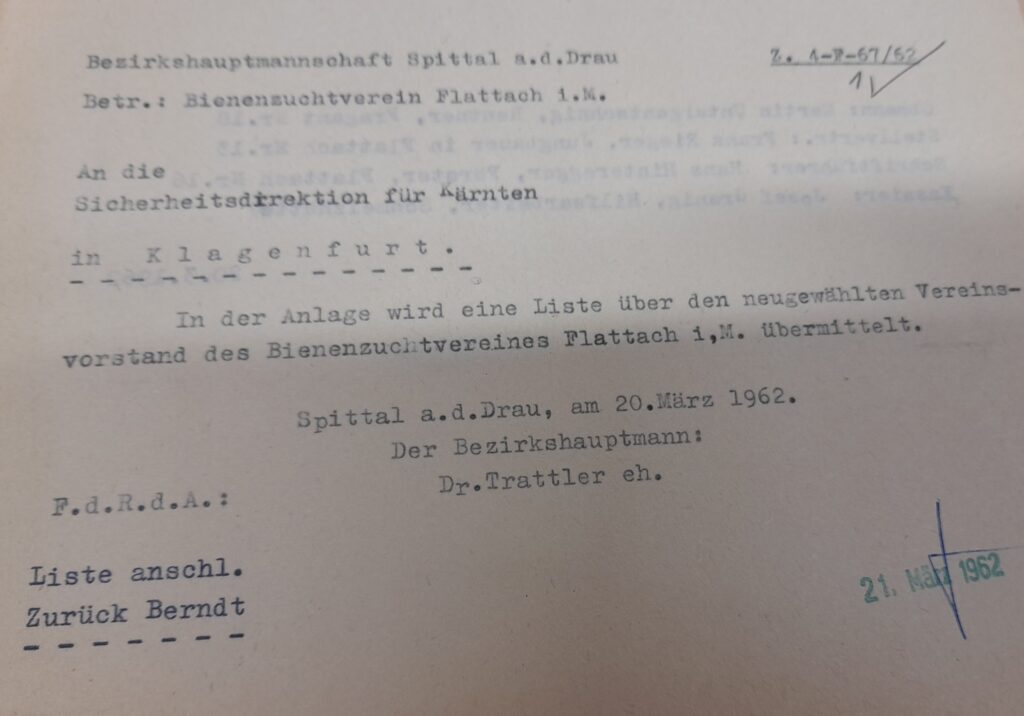 Bezirkshauptmannschaft Spittal a.d.Drau
Z. 4-P-67/62
1
Betr.: Bienenzuchtverein Flattach i.M.
An die
Sicherheitsdirektion für Kärnten
in K l a g e n f u r t .
- - - - - - - - - - - - - -
In der Anlage wird eine Liste über den neugewählten Vereins-
vorstand des Bienenzuchtvereines Flattach i,M. übermittelt.
Spittal a.d.Drau, am 20.März 1962.
Der Bezirkshauptmann:
Dr.Trattler eh.
F.d.R.d.A.:
Liste anschl.
Zurück Berndt
- - - - - - -
21. März 1962